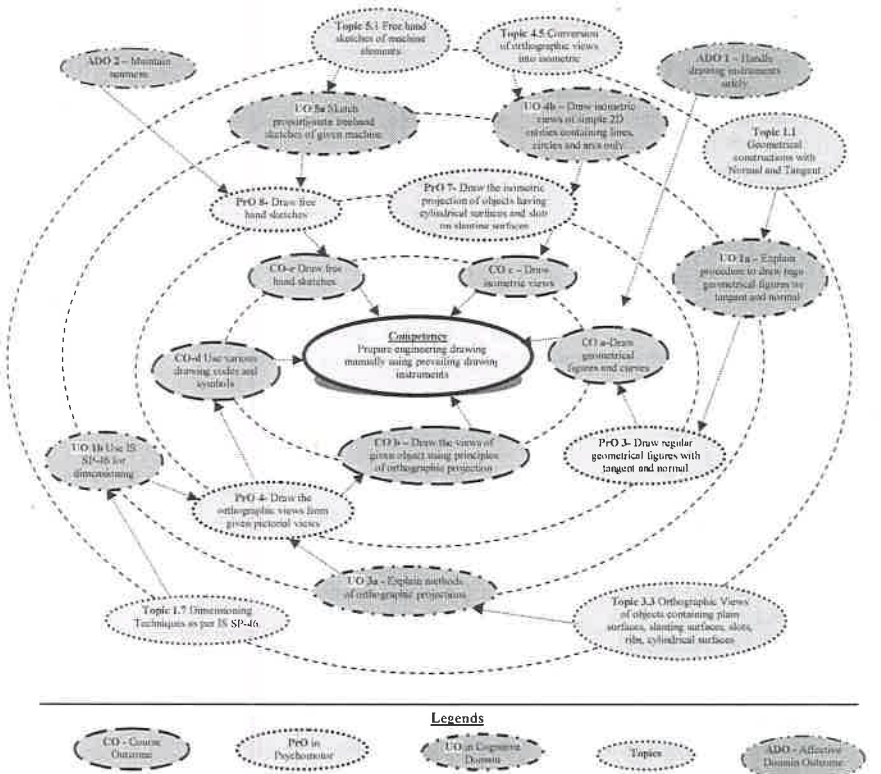 Topic 5.1 Free hand
sketches of machine
elements
Topic 4.5 Conversion
of orthographic views
into isometric
ADO 2 – Maintain
neatness
ADO 1 – Handle
drawing instruments
safely
UO 5a Sketch
proportionate freehand
sketches of given machine
UO 4b – Draw isometric
views of simple 2D
entities containing lines,
circles and arcs only
Topic 1.1
Geometrical
constructions with
Normal and Tangent
PrO 8- Draw free
hand sketches
PrO 7- Draw the isometric
projection of objects having
cylindrical surfaces and slots
on slanting surfaces
UO 1a – Explain
procedure to draw regu
geometrical figures w
tangent and normal
CO-e Draw free
hand sketches
CO c – Draw
isometric views
Competency
Prepare engineering drawing
manually using prevailing drawing
instruments
CO-d Use various
drawing codes and
symbols
CO a-Draw
geometrical
figures and curves
CO b – Draw the views of
given object using principles
of orthographic projection
PrO 3- Draw regular
geometrical figures with
tangent and normal
UO 1b Use IS
SP-46 for
dimensioning
PrO 4- Draw the
orthographic views from
given pictorial views
UO 3a - Explain methods
of orthographic projections
Topic 1.7 Dimensioning
Techniques as per IS SP-46
Topic 3.3 Orthographic Views
of objects containing plain
surfaces, slanting surfaces, slots,
ribs, cylindrical surfaces
Legends
CO - Course
Outcome
PrO in
Psychomotor
UO in Cognitive
Domain
Topics
ADO - Affective
Domain Outcome